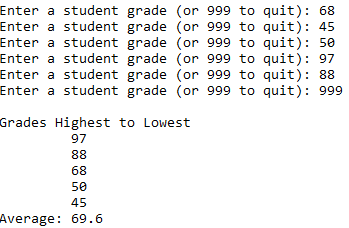 Enter a student grade (or 999 to quit): 68
Enter a student grade (or 999 to quit): 45
Enter a student grade (or 999 to quit): 50
Enter a student grade (or 999 to quit): 97
Enter a student grade (or 999 to quit): 88
Enter a student grade (or 999 to quit): 999

Grades Highest to Lowest
97
88
68
50
45
Average: 69.6